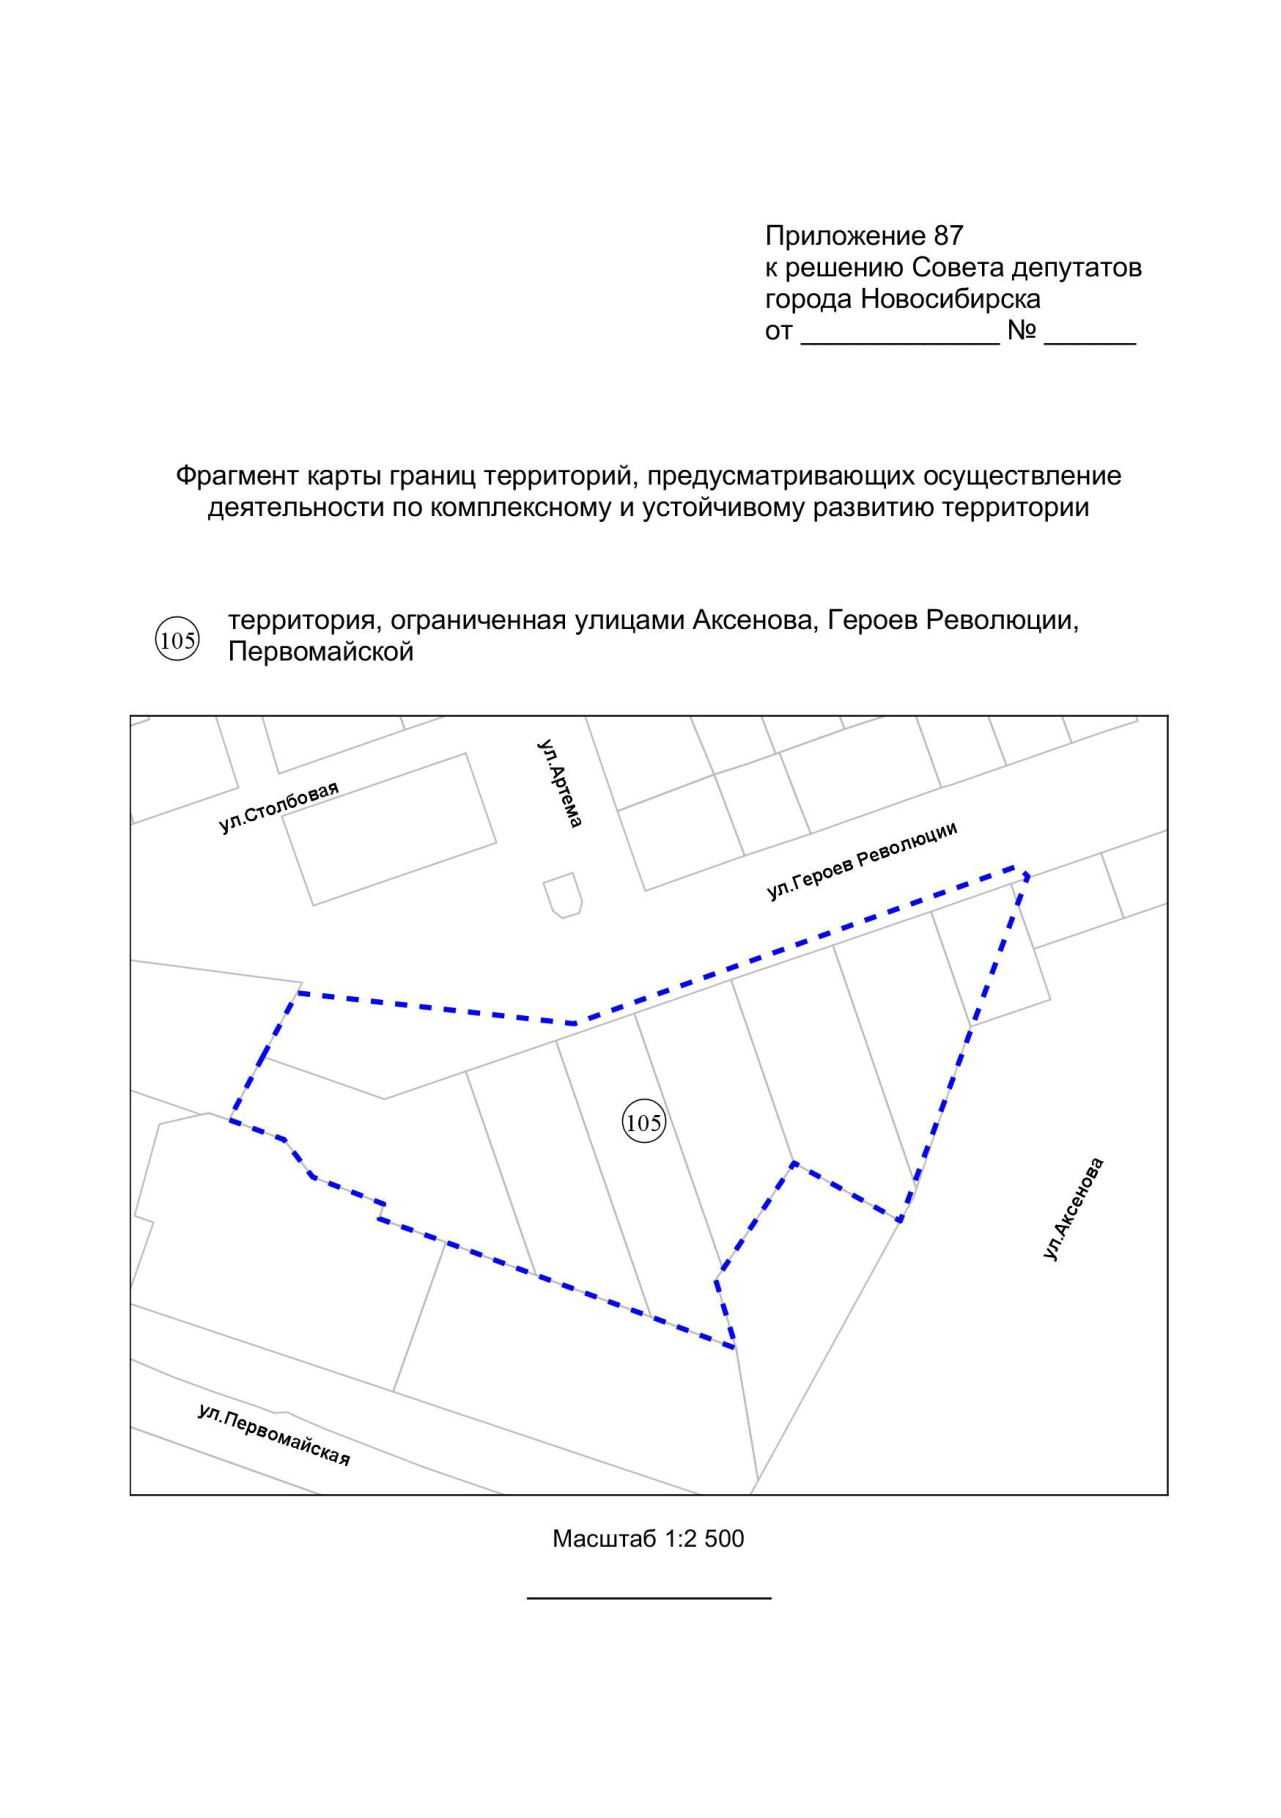 Приложение 87
к решению Совета депутатов
города Новосибирска
от _____________ № ______
Фрагмент карты границ территорий, предусматривающих осуществление
деятельности по комплексному и устойчивому развитию территории
105
территория, ограниченная улицами Аксенова, Героев Революции,
Первомайской
ул.Артема
ул.Столбовая
ул.Героев Революции
105
ул.Аксенова
ул.Первомайская
Масштаб 1:2 500